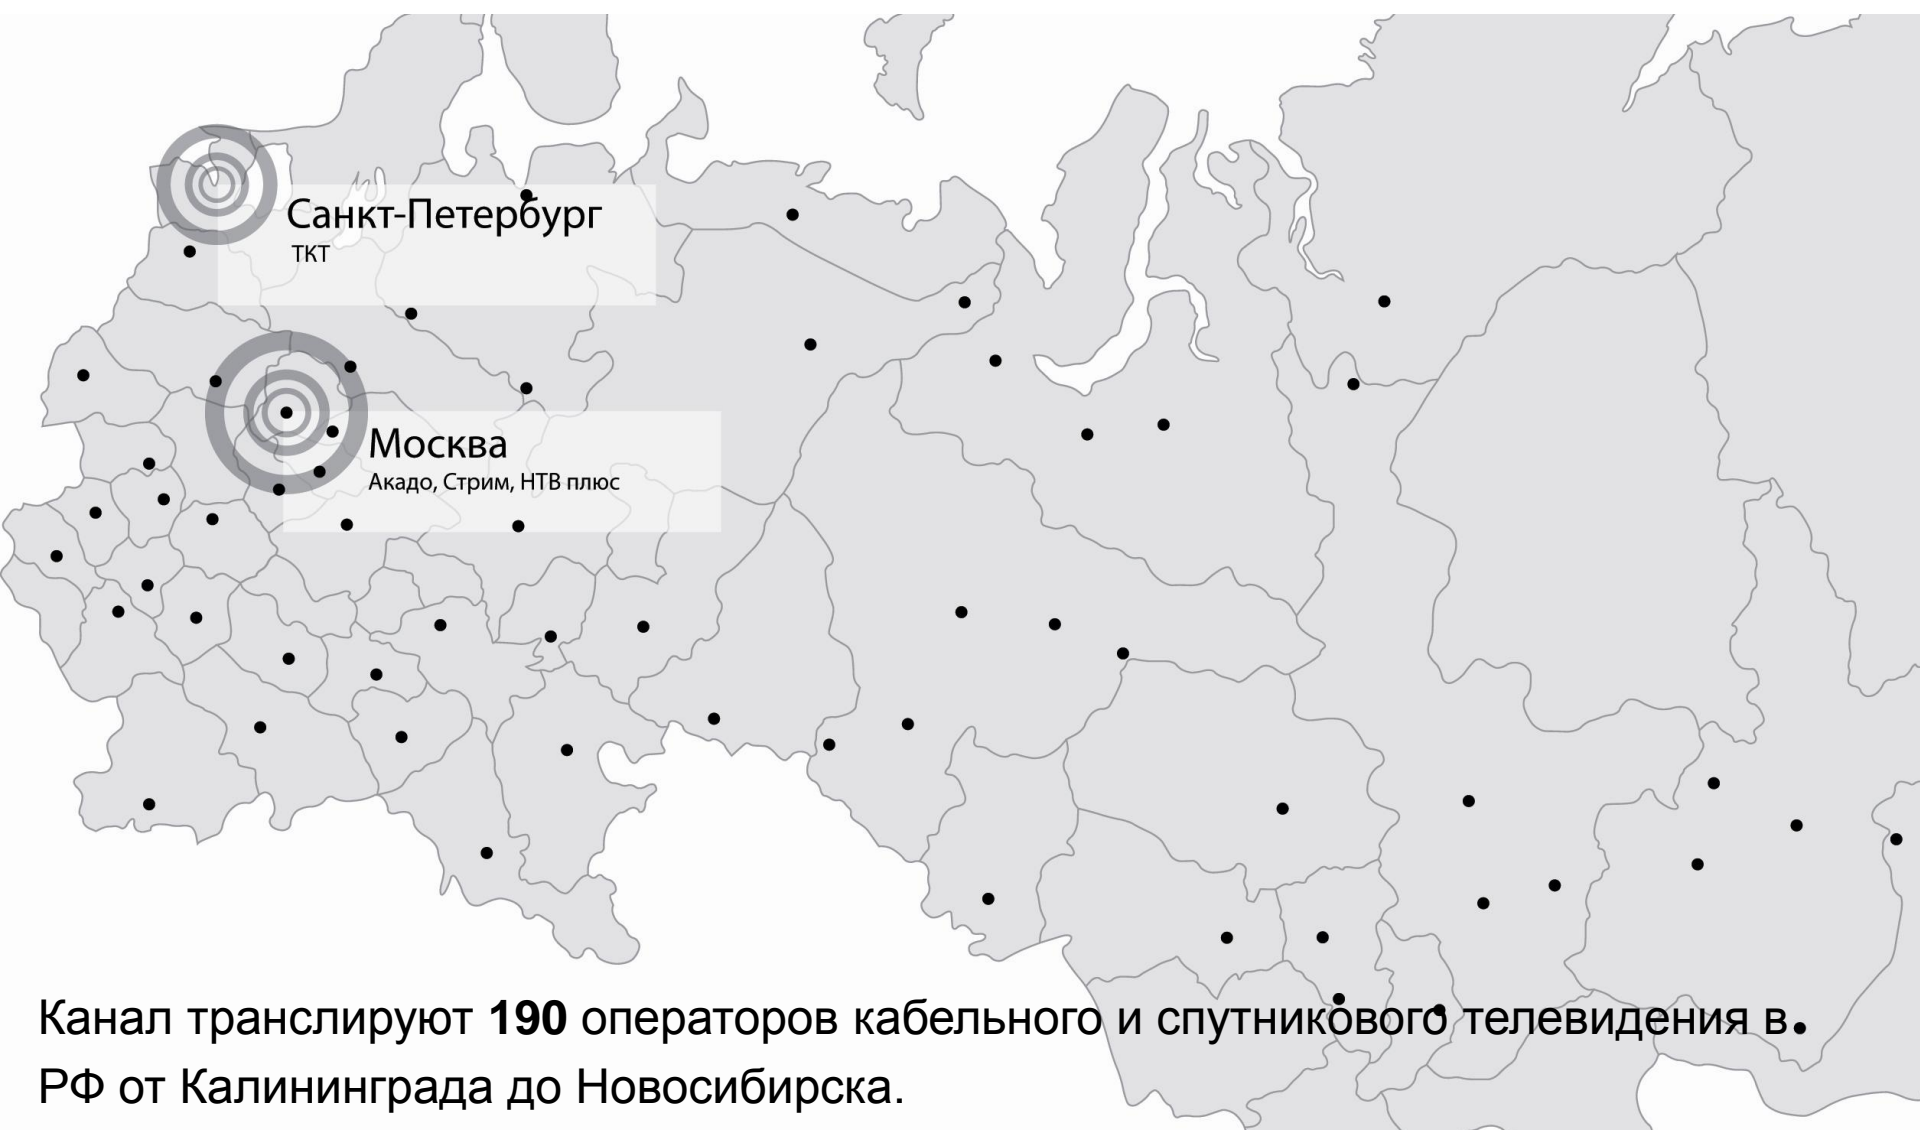 Санкт-Петербург
ТКТ
Москва
Акадо, Стрим, НТВ плюс
Канал транслируют 190 операторов кабельного и спутникового телевидения в
РФ от Калининграда до Новосибирска.